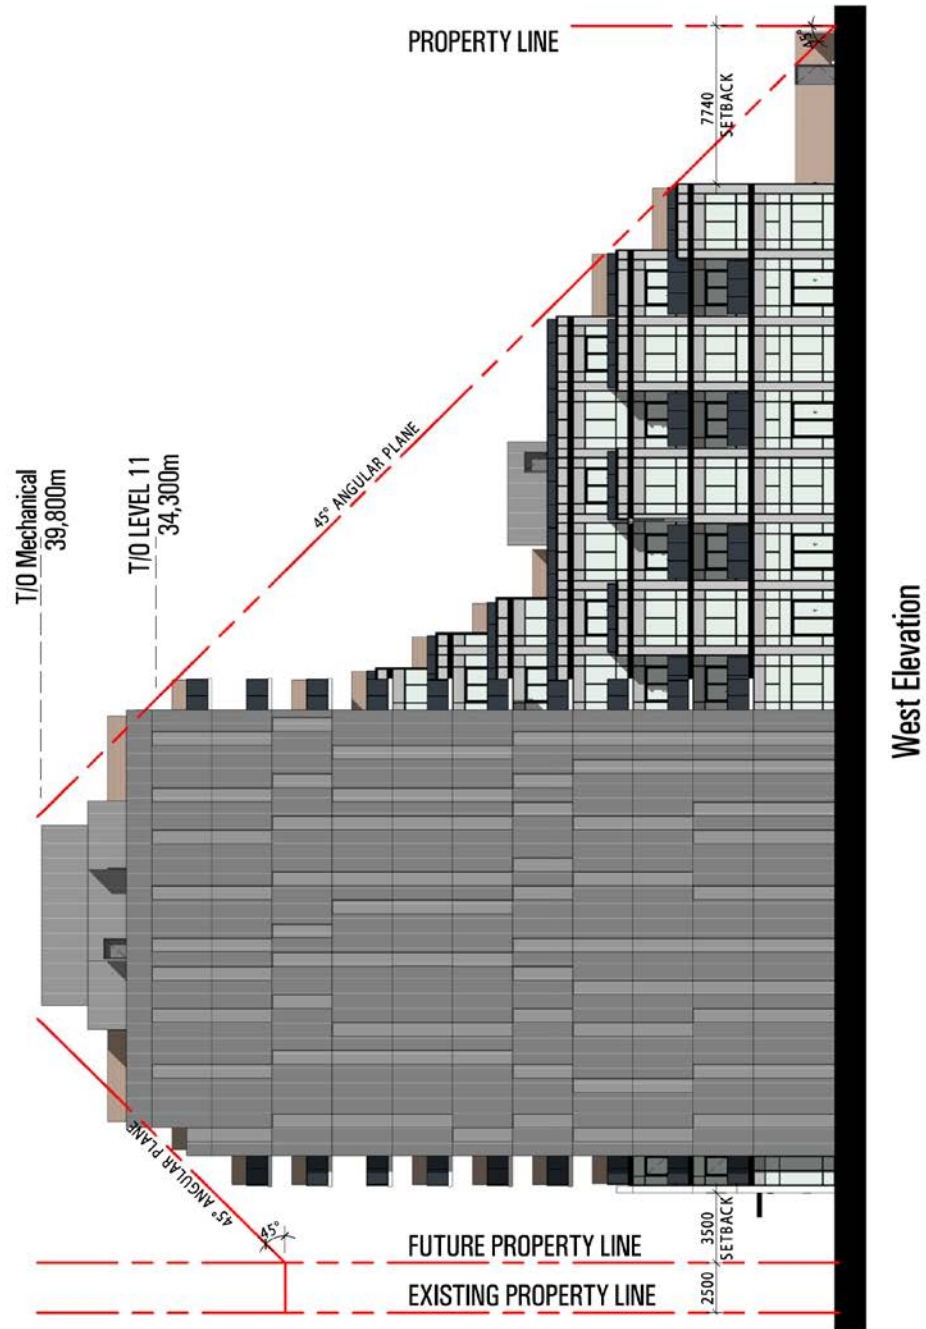 PROPERTY LINE
45°
7740
SETBACK
T/O Mechanical
39,800m
T/O LEVEL 11
34,300m
45° ANGULAR PLANE
West Elevation
45° ANGULAR PLANE
45°
3500
SETBACK
FUTURE PROPERTY LINE
2500
EXISTING PROPERTY LINE